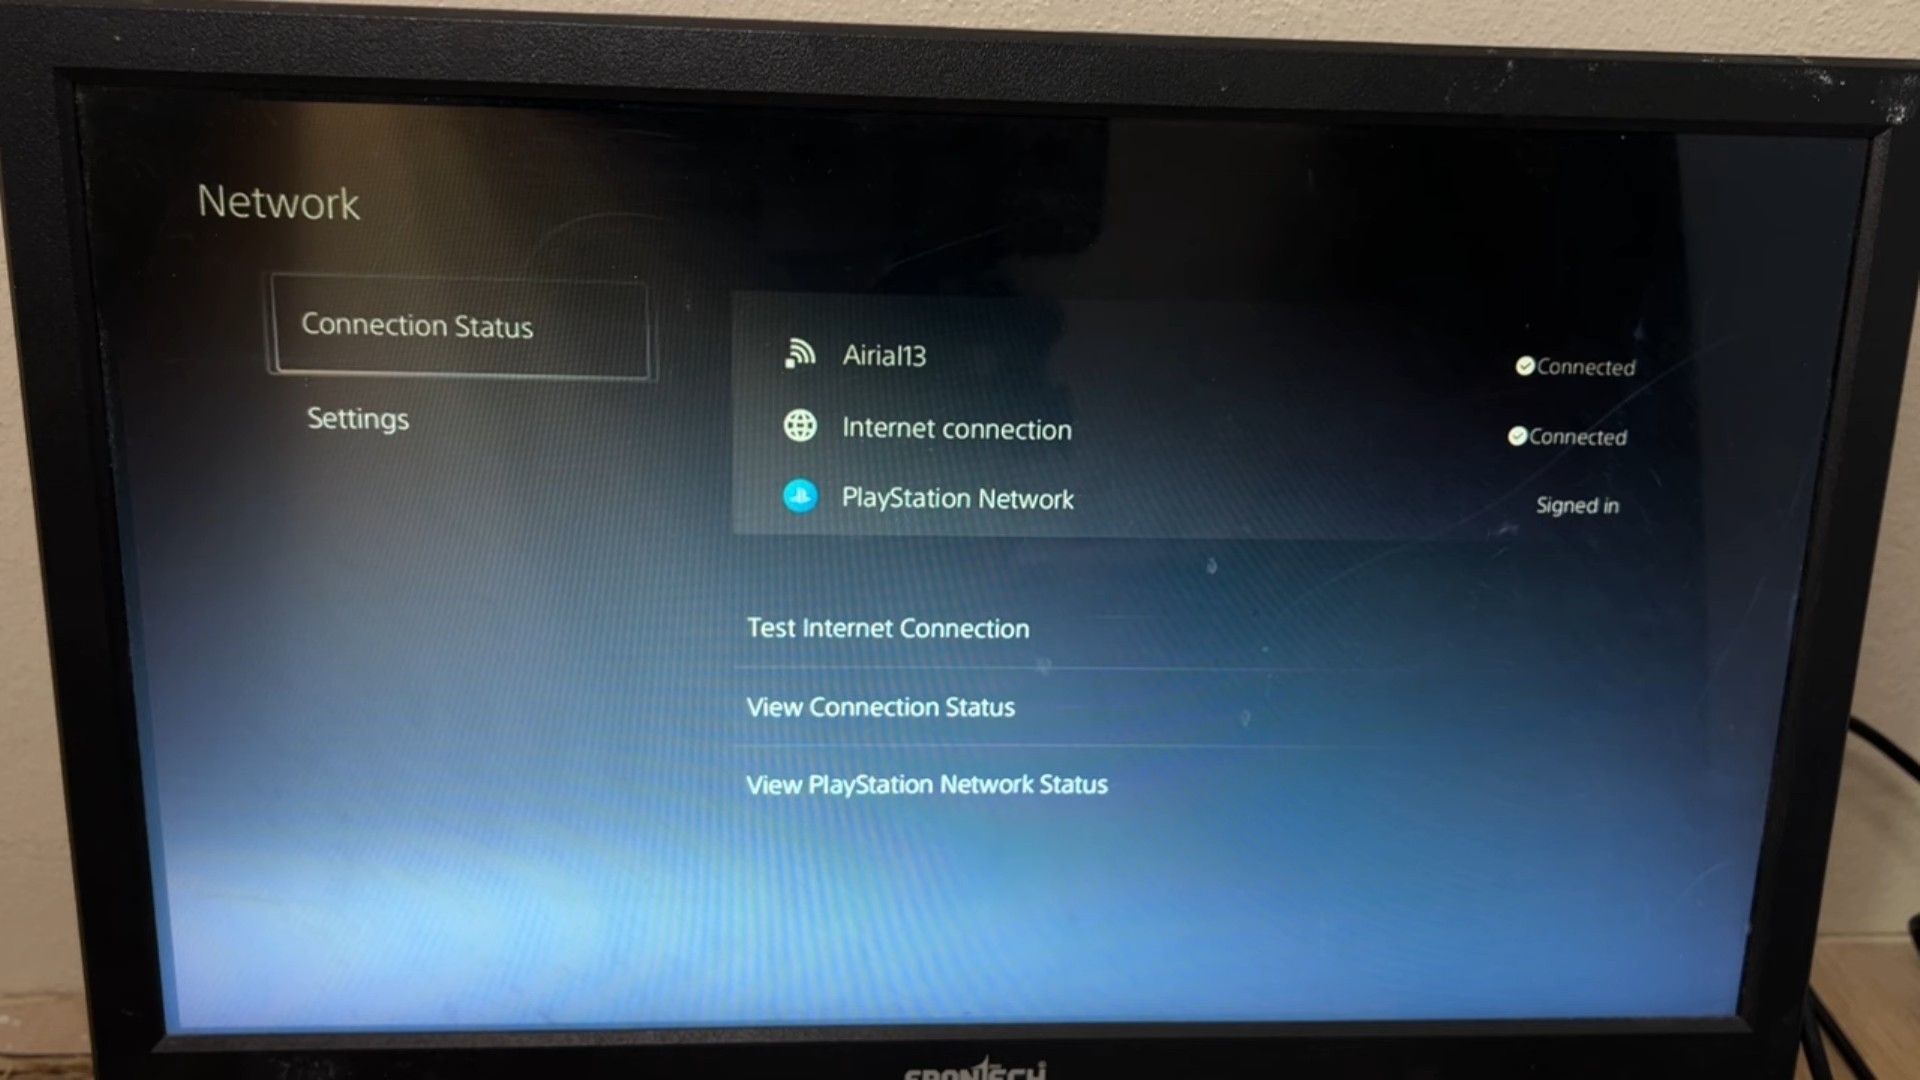 Network
Connection Status
Settings
Airial13
Connected
Internet connection
Connected
PlayStation Network
Signed in
Test Internet Connection
View Connection Status
View PlayStation Network Status
FRONTECH